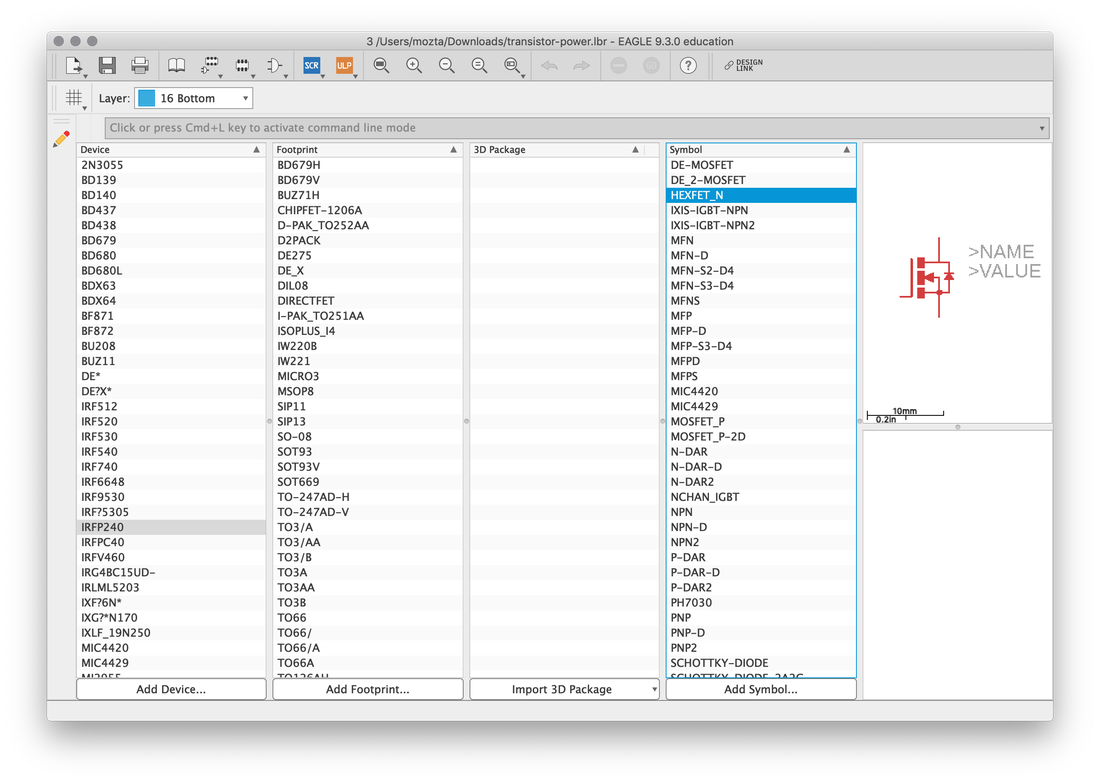 3 /Users/mozta/Downloads/transistor-power.lbr - EAGLE 9.3.0 education
SCR
ULP
DESIGN
LINK
Layer:
16 Bottom
Click or press Cmd+L key to activate command line mode
Device
2N3055
BD139
BD140
BD437
BD438
BD679
BD680
BD680L
BDX63
BDX64
BF871
BF872
BU208
BUZ11
DE*
DE?X*
IRF512
IRF520
IRF530
IRF540
IRF740
IRF6648
IRF9530
IRF?5305
IRFP240
IRFPC40
IRFV460
IRG4BC15UD-
IRLML5203
IXF?6N*
IXG?*N170
IXLF_19N250
MIC4420
MIC4429
MJ2955
Add Device...
Footprint
BD679H
BD679V
BUZ71H
CHIPFET-1206A
D-PAK_TO252AA
D2PACK
DE275
DE_X
DIL08
DIRECTFET
I-PAK_TO251AA
ISOPLUS_I4
IW220B
IW221
MICRO3
MSOP8
SIP11
SIP13
SO-08
SOT93
SOT93V
SOT669
TO-247AD-H
TO-247AD-V
TO3/A
TO3/AA
TO3/B
TO3A
TO3AA
TO3B
TO66
TO66/
TO66/A
TO66A
TO126AH
Add Footprint...
3D Package
Import 3D Package
Symbol
DE-MOSFET
DE_2-MOSFET
HEXFET_N
IXIS-IGBT-NPN
IXIS-IGBT-NPN2
MFN
MFN-D
MFN-S2-D4
MFN-S3-D4
MFNS
MFP
MFP-D
MFP-S3-D4
MFPD
MFPS
MIC4420
MIC4429
MOSFET_P
MOSFET_P-2D
N-DAR
N-DAR-D
N-DAR2
NCHAN_IGBT
NPN
NPN-D
NPN2
P-DAR
P-DAR-D
P-DAR2
PH7030
PNP
PNP-D
PNP2
SCHOTTKY-DIODE
Add Symbol...
>NAME
>VALUE
10mm
0.2in